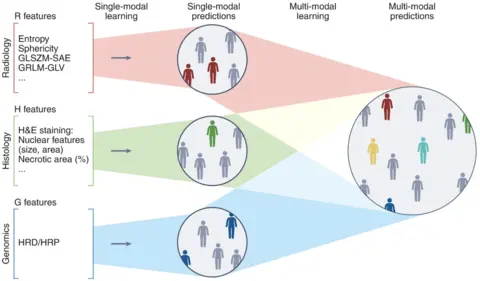 R features
Single-modal
learning
Single-modal
predictions
Multi-modal
learning
Multi-modal
predictions
Radiology
Entropy
Sphericity
GLSZM-SAE
GRLM-GLV
...
H features
Histology
H&E staining:
Nuclear features
(size, area)
Necrotic area (%)
...
G features
Genomics
HRD/HRP